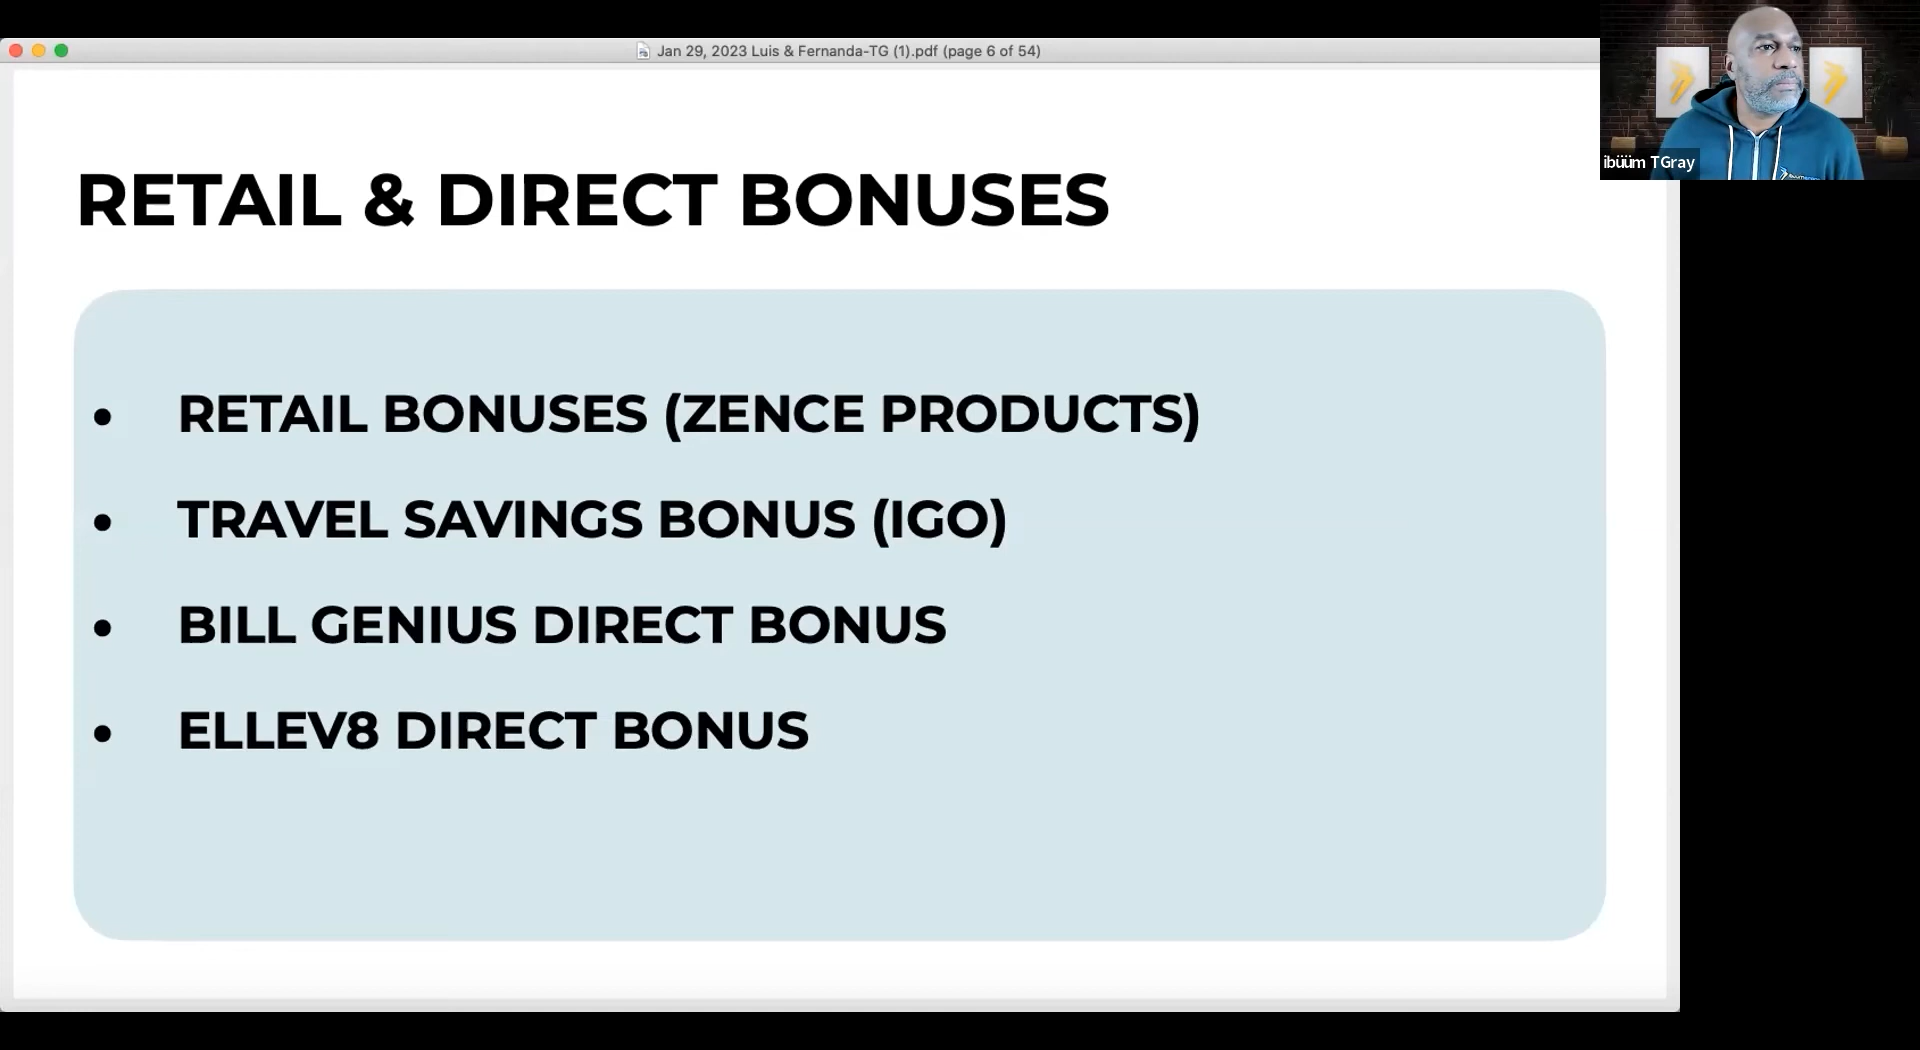 Jan 29, 2023 Luis & Fernanda-TG (1).pdf (page 6 of 54)
ibüüm TGray
RETAIL & DIRECT BONUSES
• RETAIL BONUSES (ZENCE PRODUCTS)
• TRAVEL SAVINGS BONUS (IGO)
• BILL GENIUS DIRECT BONUS
• ELLEV8 DIRECT BONUS